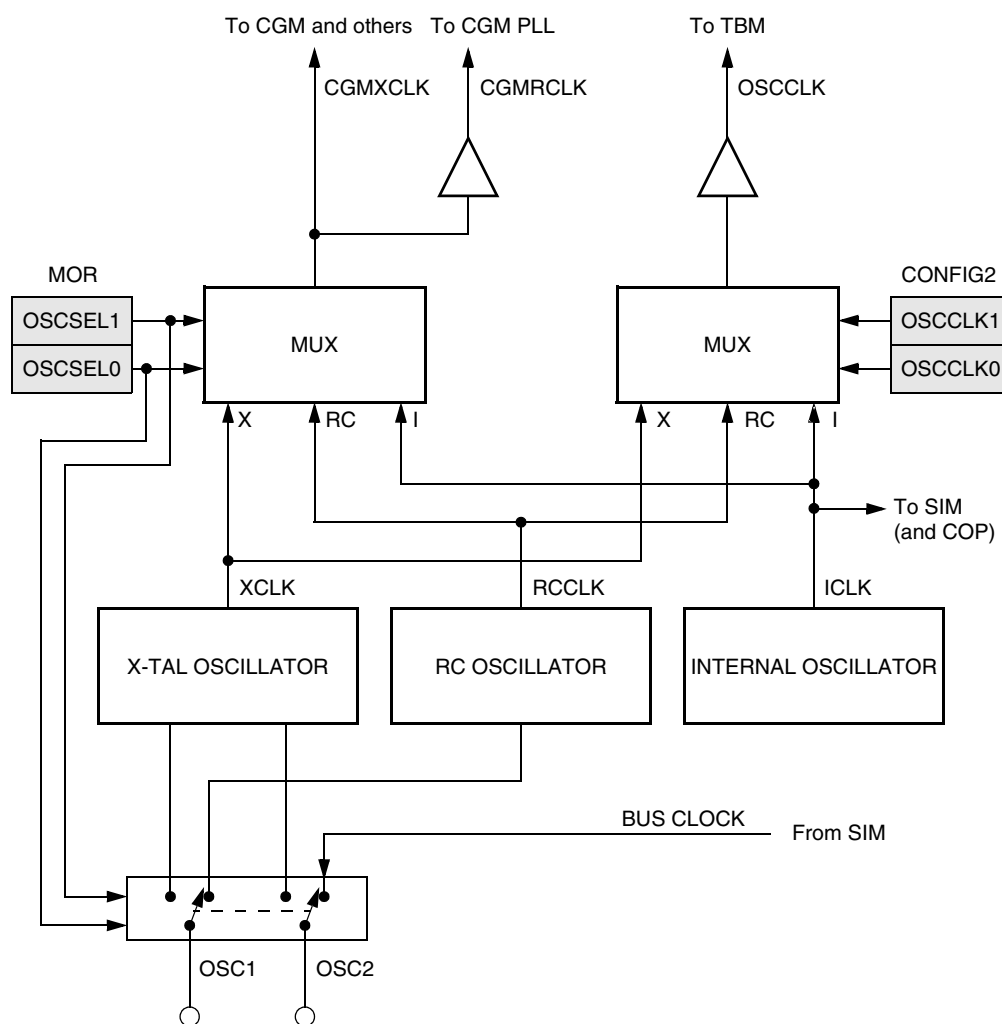 To CGM and others
To CGM PLL
To TBM
CGMXCLK
CGMRCLK
OSCCLK
MOR
CONFIG2
OSCSEL1
OSCSEL0
MUX
MUX
OSCCLK1
OSCCLK0
X
RC
I
X
RC
I
To SIM
(and COP)
XCLK
RCCLK
ICLK
X-TAL OSCILLATOR
RC OSCILLATOR
INTERNAL OSCILLATOR
BUS CLOCK
From SIM
OSC1
OSC2